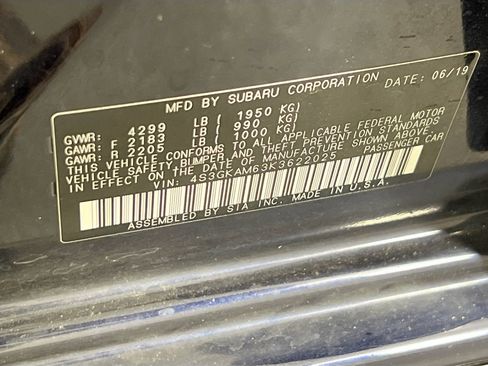 MFD BY SUBARU CORPORATION DATE: 06/19
GVWR: 4299 LB ( 1950 KG)
GAWR: F 2183 LB ( 990 KG)
GAWR: R 2205 LB ( 1000 KG)
THIS VEHICLE CONFORMS TO ALL APPLICABLE FEDERAL MOTOR
VEHICLE SAFETY, BUMPER AND THEFT PREVENTION STANDARDS
IN EFFECT ON THE DATE OF MANUFACTURE SHOWN ABOVE.
VIN: 4S3GKAM63K3622025 PASSENGER CAR
ASSEMBLED BY SIA INC. MADE IN U.S.A.